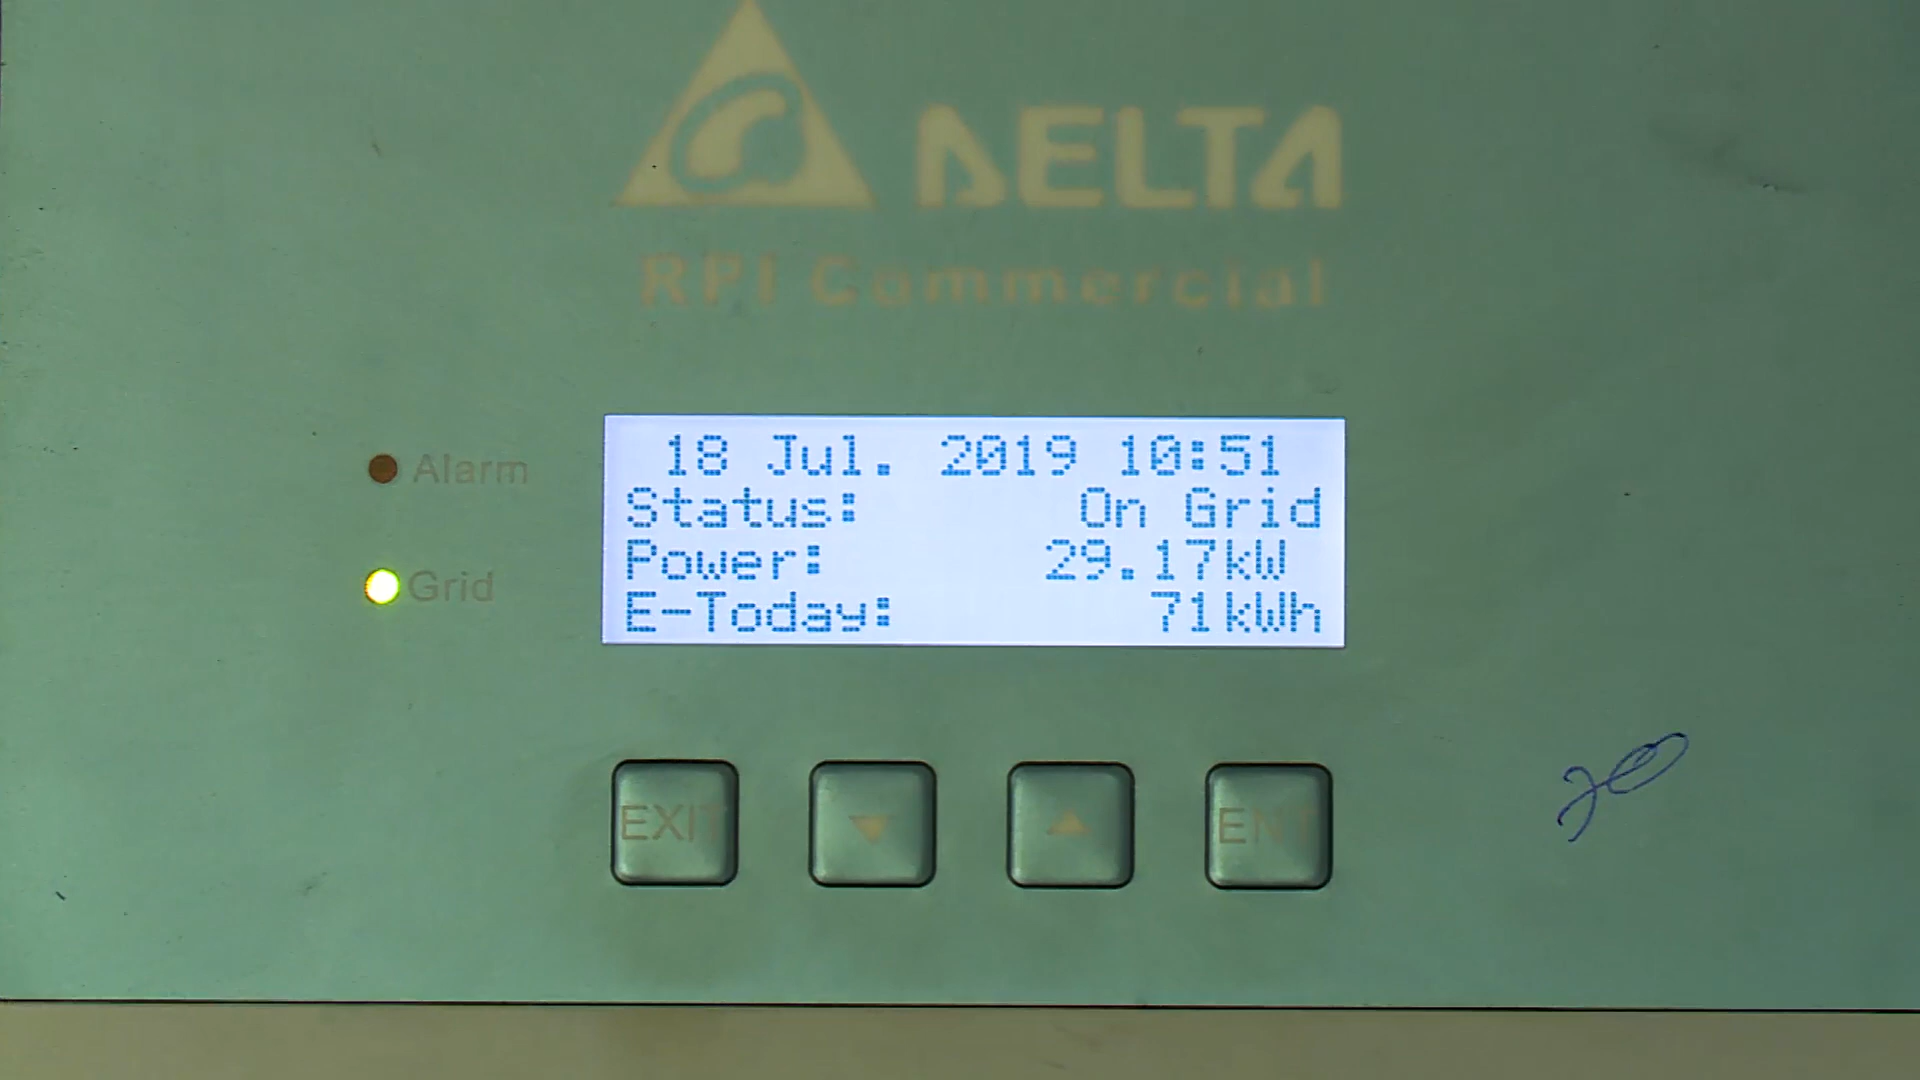 DELTA
RPI Commercial
18 Jul. 2019 10:51
Alarm
Status: On Grid
Power: 29.17kW
Grid
E-Today: 71kWh
EXIT
ENT